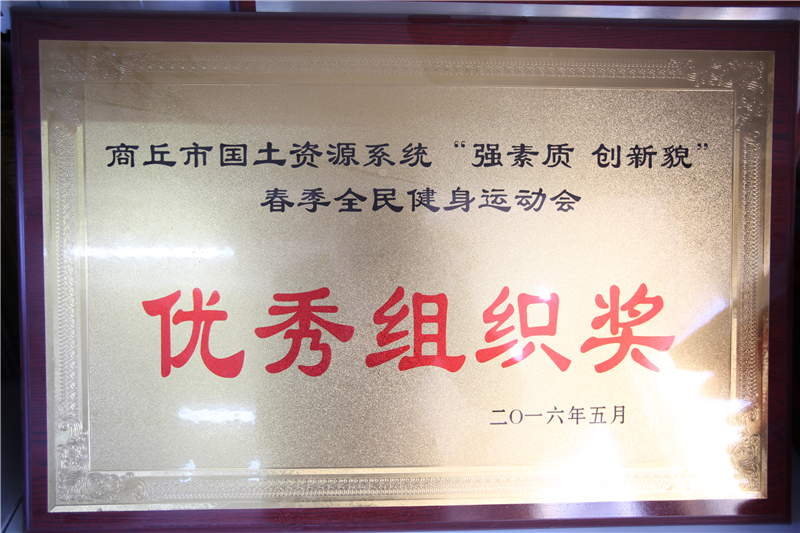 商丘市国土资源系统“强素质 创新貌”
春季全民健身运动会
优秀组织奖
二〇一六年五月